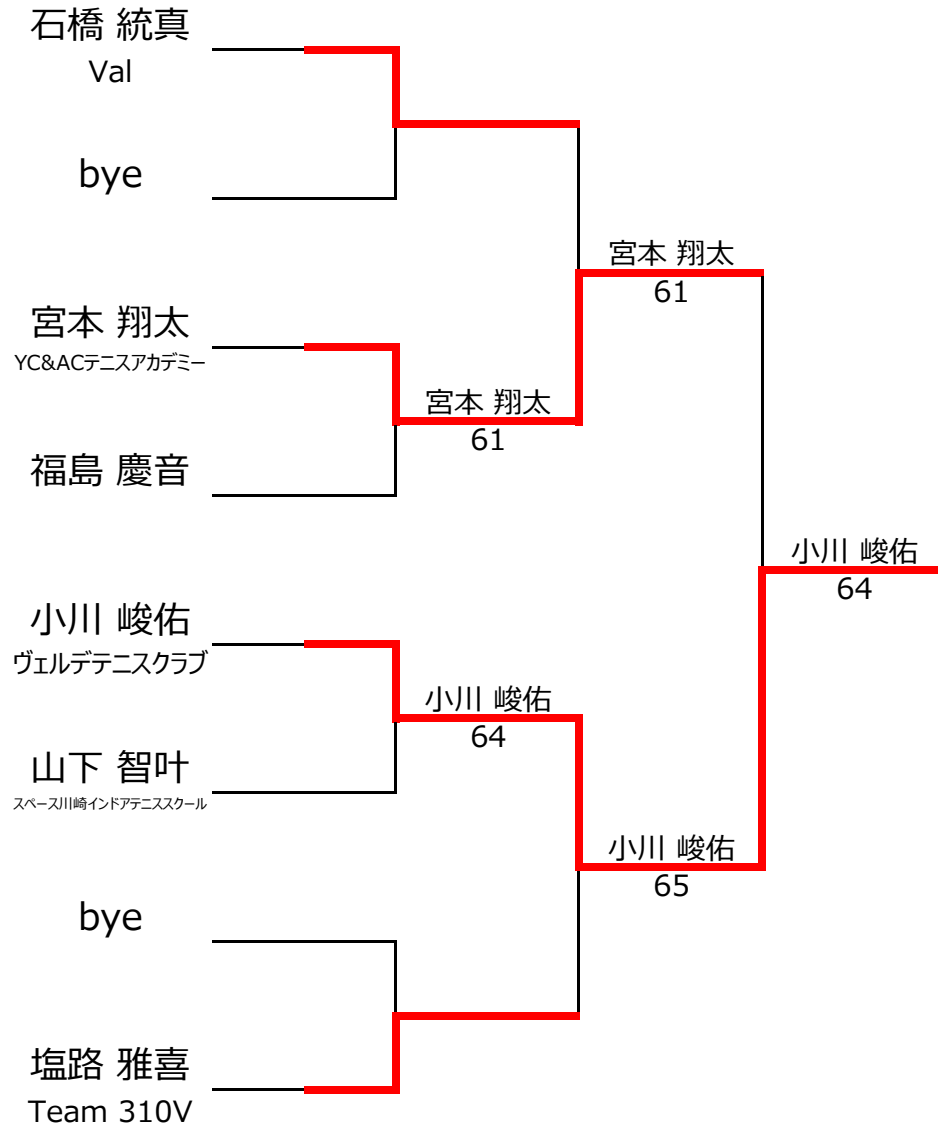 石橋 統真
Val
bye
宮本 翔太
61
宮本 翔太
YC&ACテニスアカデミー
宮本 翔太
61
福島 慶音
小川 峻佑
64
小川 峻佑
ヴェルデテニスクラブ
小川 峻佑
64
山下 智叶
スペース川崎インドアテニススクール
小川 峻佑
65
bye
塩路 雅喜
Team 310V